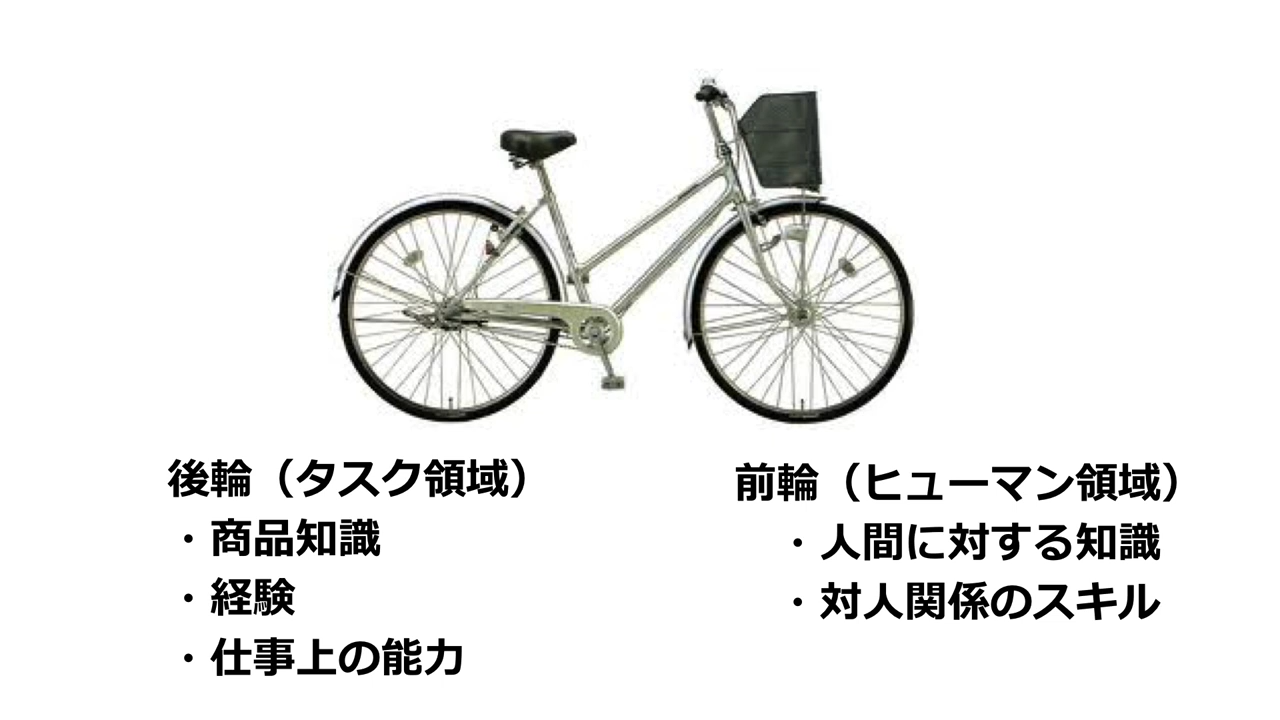 後輪（タスク領域）
・商品知識
・経験
・仕事上の能力
前輪（ヒューマン領域）
・人間に対する知識
・対人関係のスキル